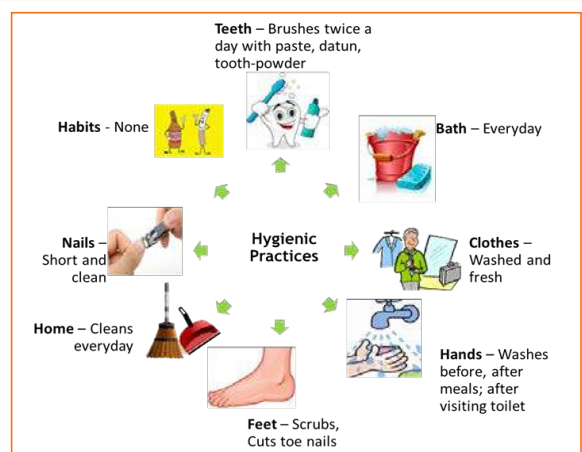 Teeth – Brushes twice a
day with paste, datun,
tooth-powder
Habits - None
Bath – Everyday
Nails –
Short and
clean
Hygienic
Practices
Clothes –
Washed and
fresh
Home – Cleans
everyday
Hands – Washes
before, after
meals; after
visiting toilet
Feet – Scrubs,
Cuts toe nails